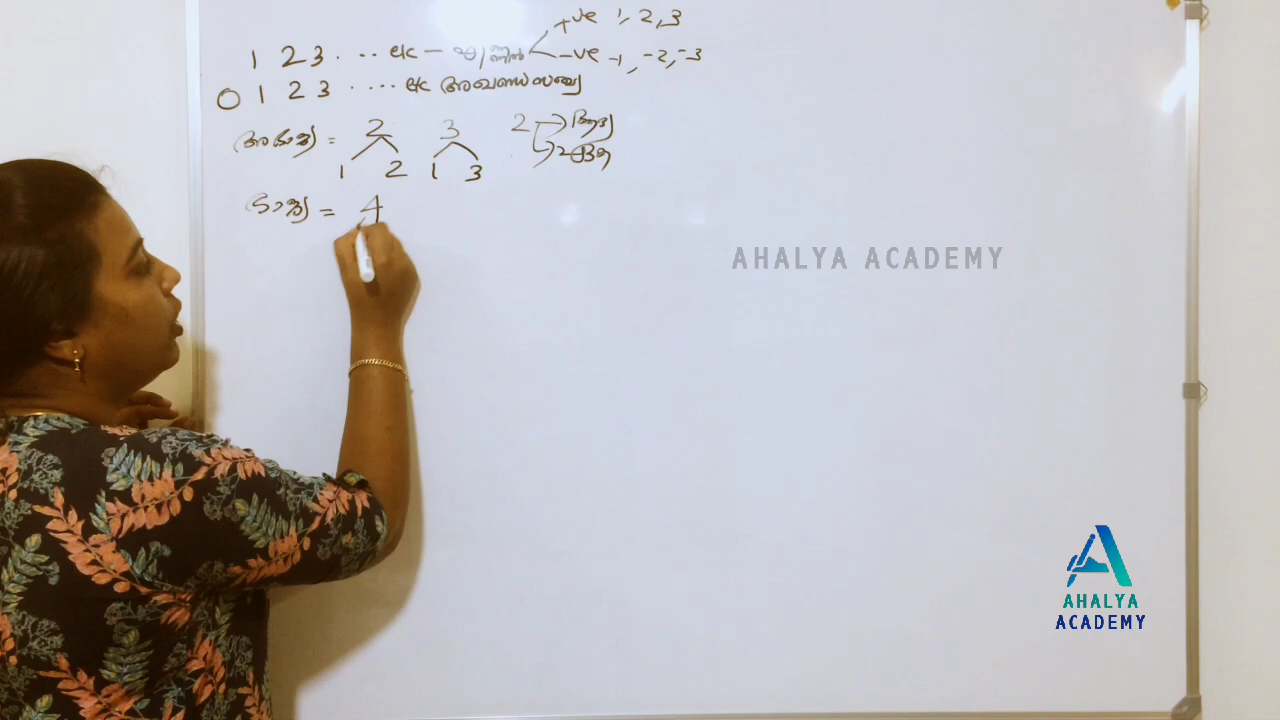 +ve 1, 2, 3
1 2 3 . ... etc – എണ്ണൽ
-ve -1, -2, -3
0 1 2 3 ..... etc അഖണ്ഡസംഖ്യ
അഭാജ്യ = 2 3 2
1 2 1 3
ഭാജ്യ = 4
AHALYA ACADEMY
AHALYA
ACADEMY